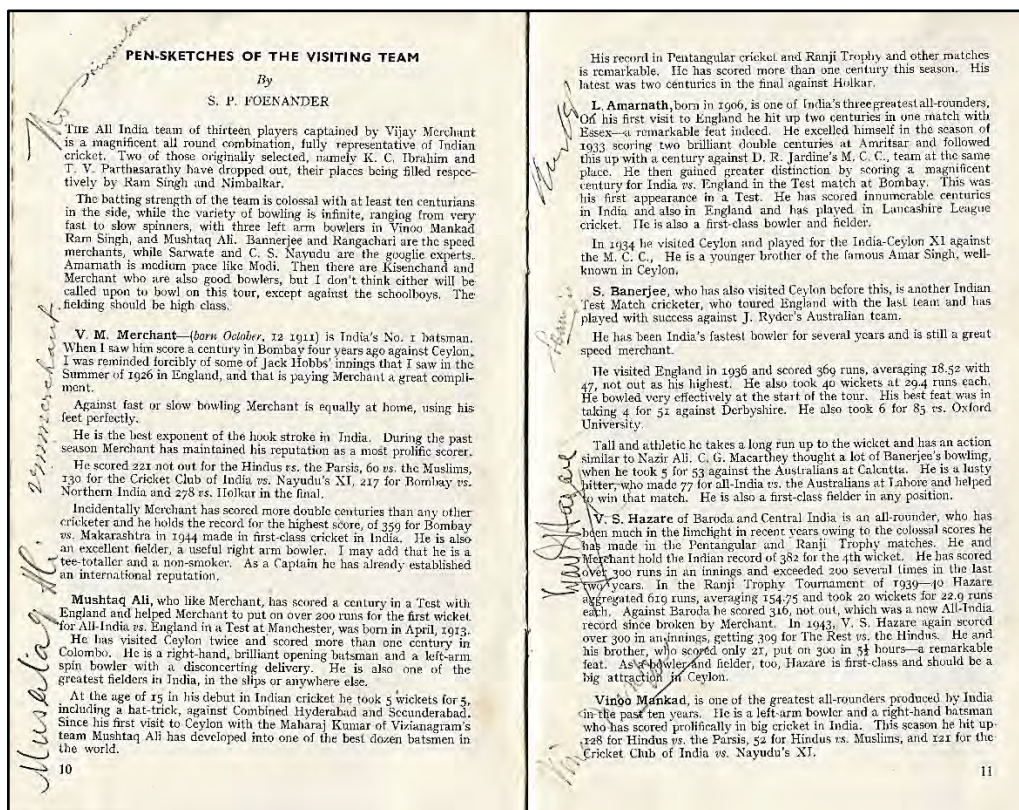 PEN-SKETCHES OF THE VISITING TEAM
By
S. P. FOENANDER
THE All India team of thirteen players captained by Vijay Merchant
is a magnificent all round combination, fully representative of Indian
cricket. Two of those originally selected, namely K. C. Ibrahim and
T. V. Parthasarathy have dropped out, their places being filled respec-
tively by Ram Singh and Nimbalkar.
The batting strength of the team is colossal with at least ten centurians
in the side, while the variety of bowling is infinite, ranging from very
fast to slow spinners, with three left arm bowlers in Vinoo Mankad
Ram Singh, and Mushtaq Ali. Bannerjee and Rangachari are the speed
merchants, while Sarwate and C. S. Nayudu are the googlie experts.
Amarnath is medium pace like Modi. Then there are Kisenchand and
Merchant who are also good bowlers, but I don't think either will be
called upon to bowl on this tour, except against the schoolboys. The
fielding should be high class.
V. M. Merchant—(born October, 12 1911) is India's No. 1 batsman.
When I saw him score a century in Bombay four years ago against Ceylon,
I was reminded forcibly of some of Jack Hobbs' innings that I saw in the
Summer of 1926 in England, and that is paying Merchant a great compli-
ment.
Against fast or slow bowling Merchant is equally at home, using his
feet perfectly.
He is the best exponent of the hook stroke in India. During the past
season Merchant has maintained his reputation as a most prolific scorer.
He scored 221 not out for the Hindus vs. the Parsis, 60 vs. the Muslims,
130 for the Cricket Club of India vs. Nayudu's XI, 217 for Bombay vs.
Northern India and 278 vs. Holkar in the final.
Incidentally Merchant has scored more double centuries than any other
cricketer and he holds the record for the highest score, of 359 for Bombay
vs. Makarashtra in 1944 made in first-class cricket in India. He is also
an excellent fielder, a useful right arm bowler. I may add that he is a
tee-totaller and a non-smoker. As a Captain he has already established
an international reputation.
Mushtaq Ali, who like Merchant, has scored a century in a Test with
England and helped Merchant to put on over 200 runs for the first wicket
for All-India vs. England in a Test at Manchester, was born in April, 1913.
He has visited Ceylon twice and scored more than one century in
Colombo. He is a right-hand, brilliant opening batsman and a left-arm
spin bowler with a disconcerting delivery. He is also one of the
greatest fielders in India, in the slips or anywhere else.
At the age of 15 in his debut in Indian cricket he took 5 wickets for 5,
including a hat-trick, against Combined Hyderabad and Secunderabad.
Since his first visit to Ceylon with the Maharaj Kumar of Vizianagram's
team Mushtaq Ali has developed into one of the best dozen batsmen in
the world.
10
Mushtaq Ali.
His record in Pentangular cricket and Ranji Trophy and other matches
is remarkable. He has scored more than one century this season. His
latest was two centuries in the final against Holkar.
L. Amarnath, born in 1906, is one of India's three greatest all-rounders,
On his first visit to England he hit up two centuries in one match with
Essex—a remarkable feat indeed. He excelled himself in the season of
1933 scoring two brilliant double centuries at Amritsar and followed
this up with a century against D. R. Jardine's M. C. C., team at the same
place. He then gained greater distinction by scoring a magnificent
century for India vs. England in the Test match at Bombay. This was
his first appearance in a Test. He has scored innumerable centuries
in India and also in England and has played in Lancashire League
cricket. He is also a first-class bowler and fielder.
In 1934 he visited Ceylon and played for the India-Ceylon XI against
the M. C. C., He is a younger brother of the famous Amar Singh, well-
known in Ceylon.
S. Banerjee, who has also visited Ceylon before this, is another Indian
Test Match cricketer, who toured England with the last team and has
played with success against J. Ryder's Australian team.
He has been India's fastest bowler for several years and is still a great
speed merchant.
He visited England in 1936 and scored 369 runs, averaging 18.52 with
47, not out as his highest. He also took 40 wickets at 29.4 runs each.
He bowled very effectively at the start of the tour. His best feat was in
taking 4 for 51 against Derbyshire. He also took 6 for 85 vs. Oxford
University.
Tall and athletic he takes a long run up to the wicket and has an action
similar to Nazir Ali. C. G. Macarthey thought a lot of Banerjee's bowling,
when he took 5 for 53 against the Australians at Calcutta. He is a lusty
hitter, who made 77 for all-India vs. the Australians at Lahore and helped
to win that match. He is also a first-class fielder in any position.
V. S. Hazare of Baroda and Central India is an all-rounder, who has
been much in the limelight in recent years owing to the colossal scores he
has made in the Pentangular and Ranji Trophy matches. He and
Merchant hold the Indian record of 382 for the 4th wicket. He has scored
over 300 runs in an innings and exceeded 200 several times in the last
two years. In the Ranji Trophy Tournament of 1939—40 Hazare
aggregated 619 runs, averaging 154.75 and took 20 wickets for 22.9 runs
each. Against Baroda he scored 316, not out, which was a new All-India
record since broken by Merchant. In 1943, V. S. Hazare again scored
over 300 in an innings, getting 309 for The Rest vs. the Hindus. He and
his brother, who scored only 21, put on 300 in 5½ hours—a remarkable
feat. As a bowler and fielder, too, Hazare is first-class and should be a
big attraction in Ceylon.
Vinoo Mankad, is one of the greatest all-rounders produced by India
in the past ten years. He is a left-arm bowler and a right-hand batsman
who has scored prolifically in big cricket in India. This season he hit up
128 for Hindus vs. the Parsis, 52 for Hindus vs. Muslims, and 121 for the
Cricket Club of India vs. Nayudu's XI.
11